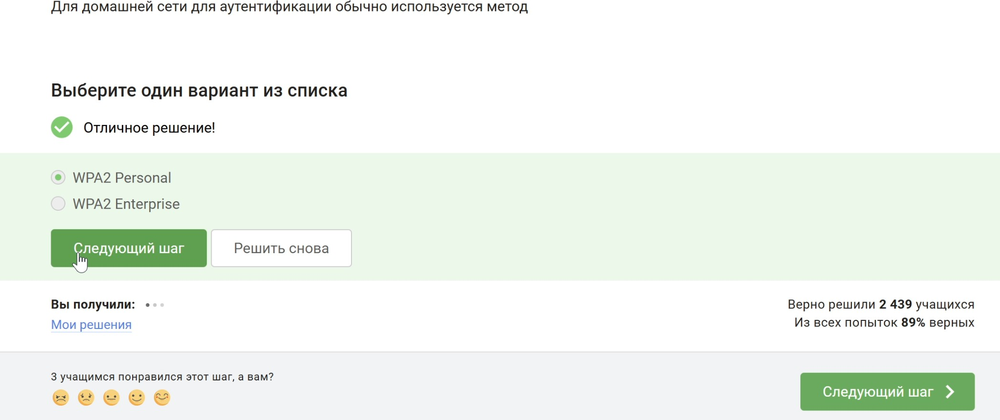 Для домашней сети для аутентификации обычно используется метод
Выберите один вариант из списка
Отличное решение!
WPA2 Personal
WPA2 Enterprise
Следующий шаг
Решить снова
Вы получили:
Мои решения
Верно решили 2 439 учащихся
Из всех попыток 89% верных
3 учащимся понравился этот шаг, а вам?
Следующий шаг